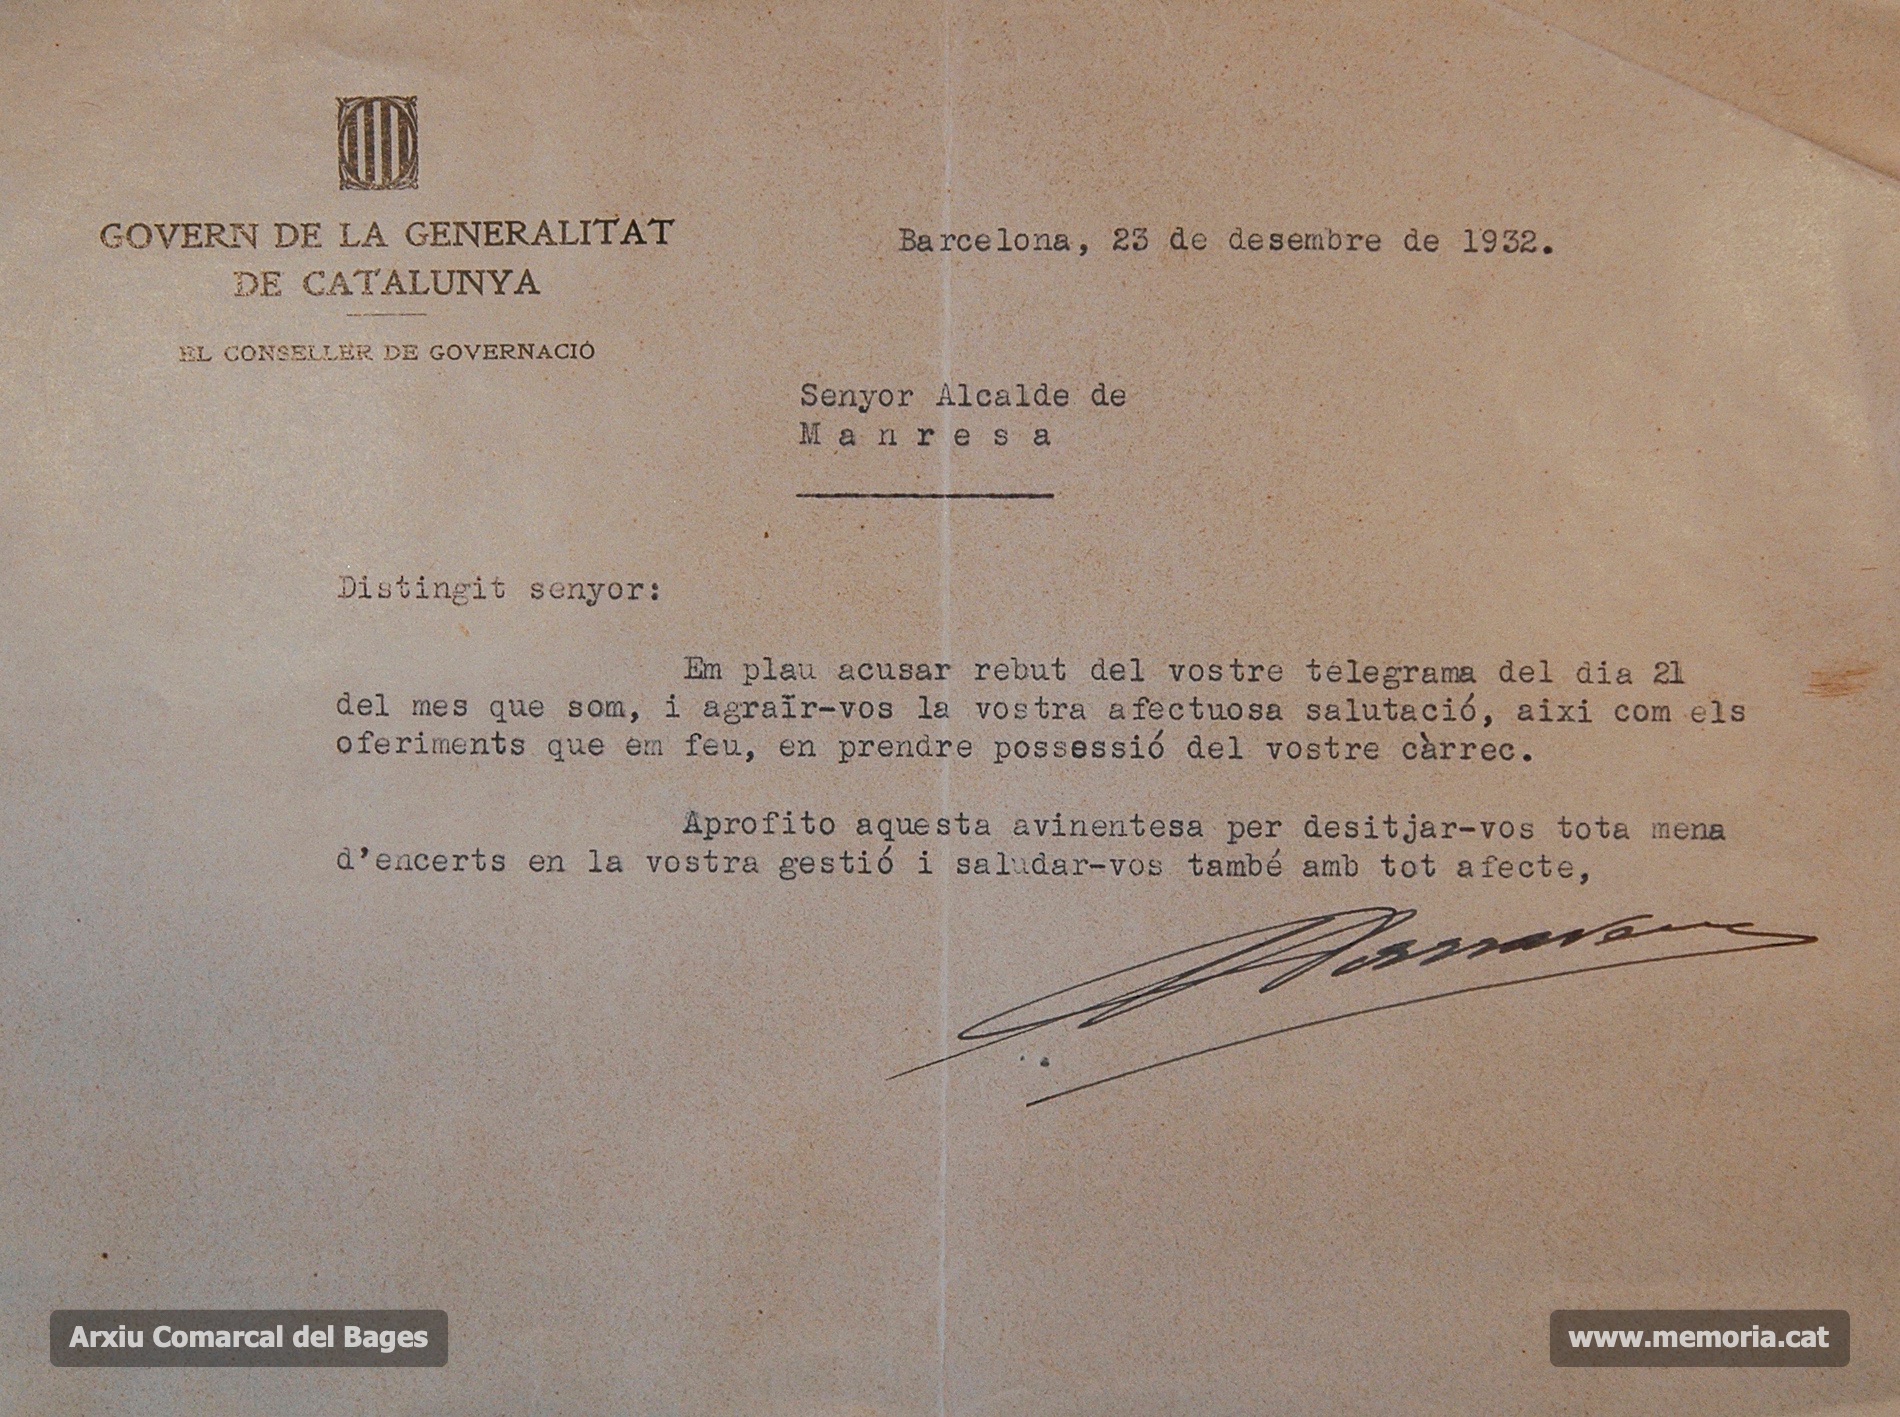 GOVERN DE LA GENERALITAT
DE CATALUNYA
EL CONSELLER DE GOVERNACIÓ
Barcelona, 23 de desembre de 1932.
Senyor Alcalde de
Manresa
Distingit senyor:
Em plau acusar rebut del vostre telegrama del dia 21
del mes que som, i agraïr-vos la vostra afectuosa salutació, aixi com els
oferiments que em feu, en prendre possessió del vostre càrrec.
Aprofito aquesta avinentesa per desitjar-vos tota mena
d'encerts en la vostra gestió i saludar-vos també amb tot afecte,
Arxiu Comarcal del Bages
www.memoria.cat